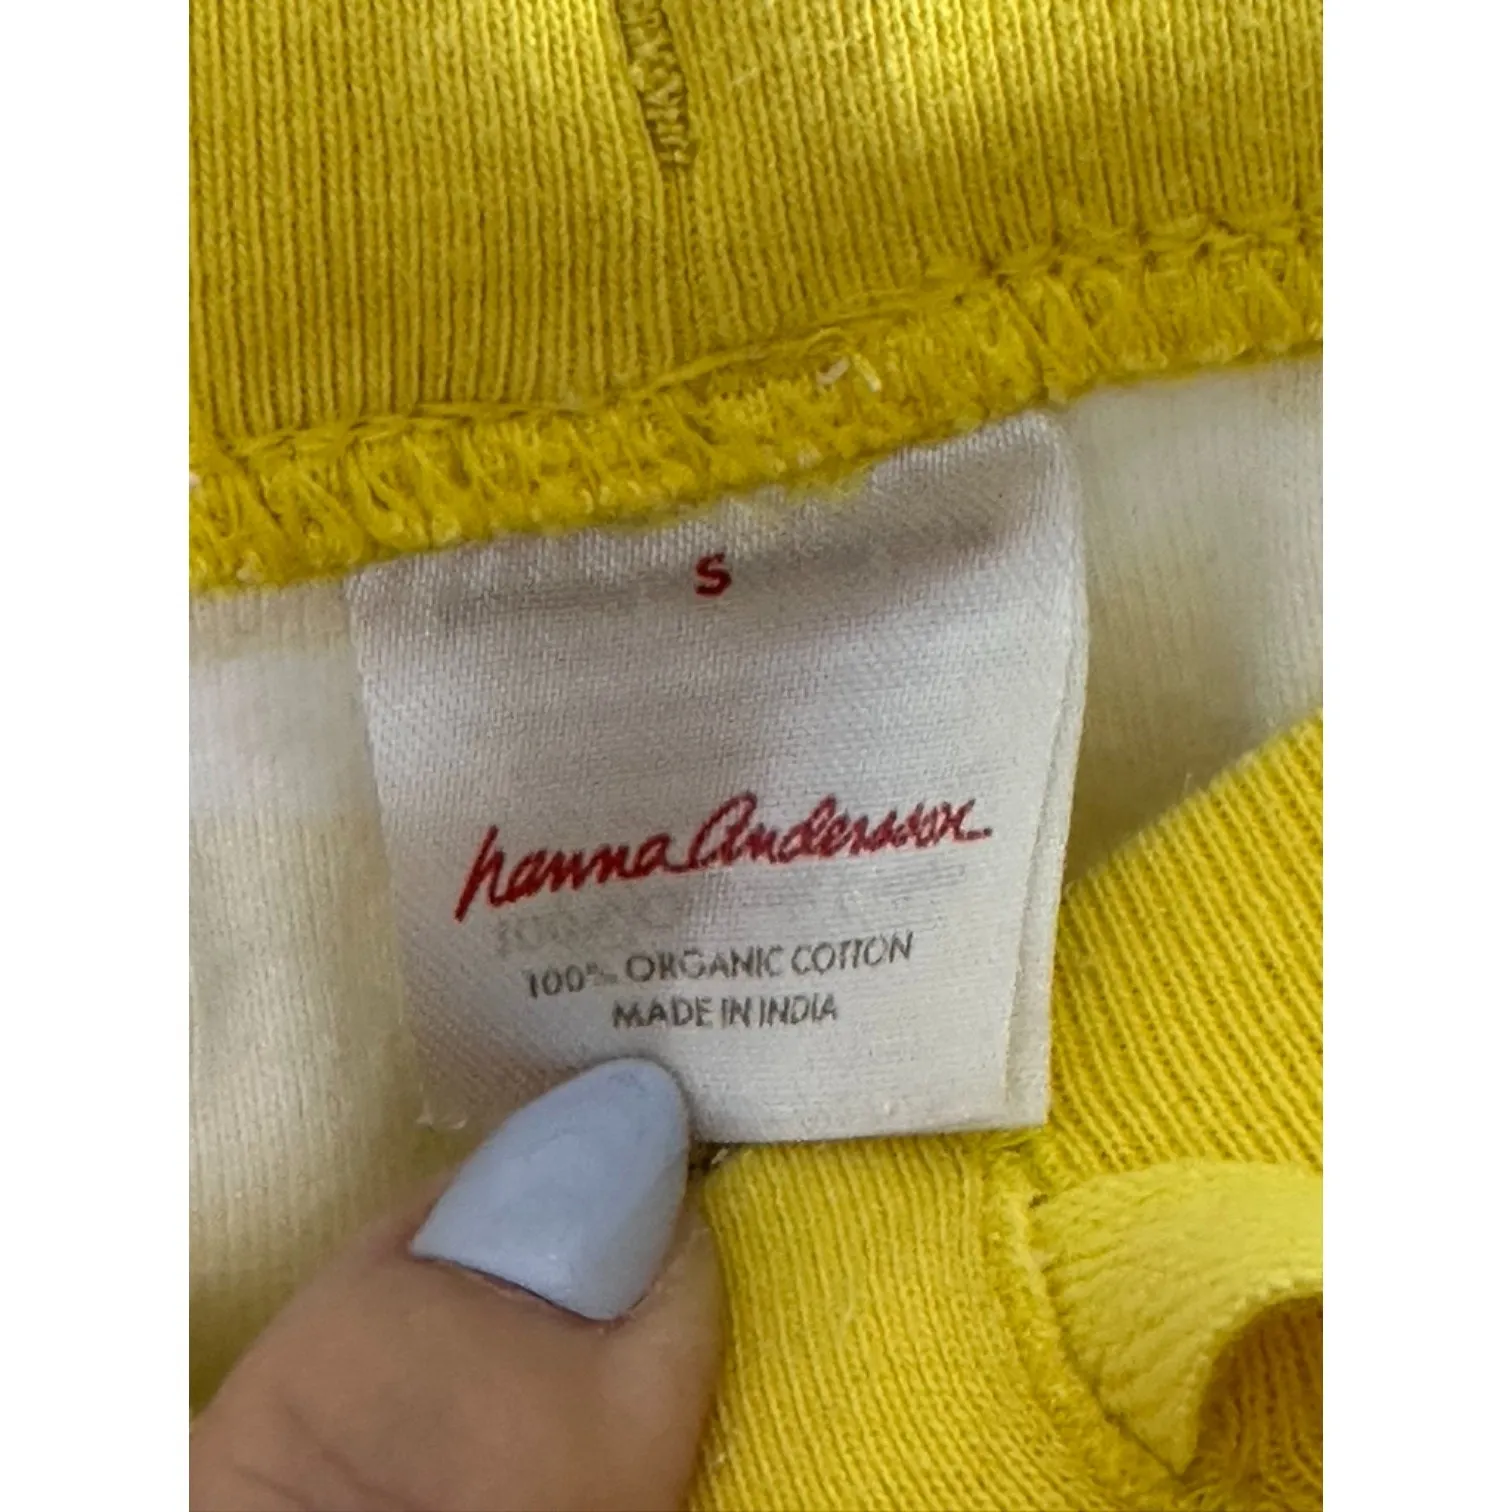 S
hanna Andersson
100% ORGANIC COTTON
MADE IN INDIA